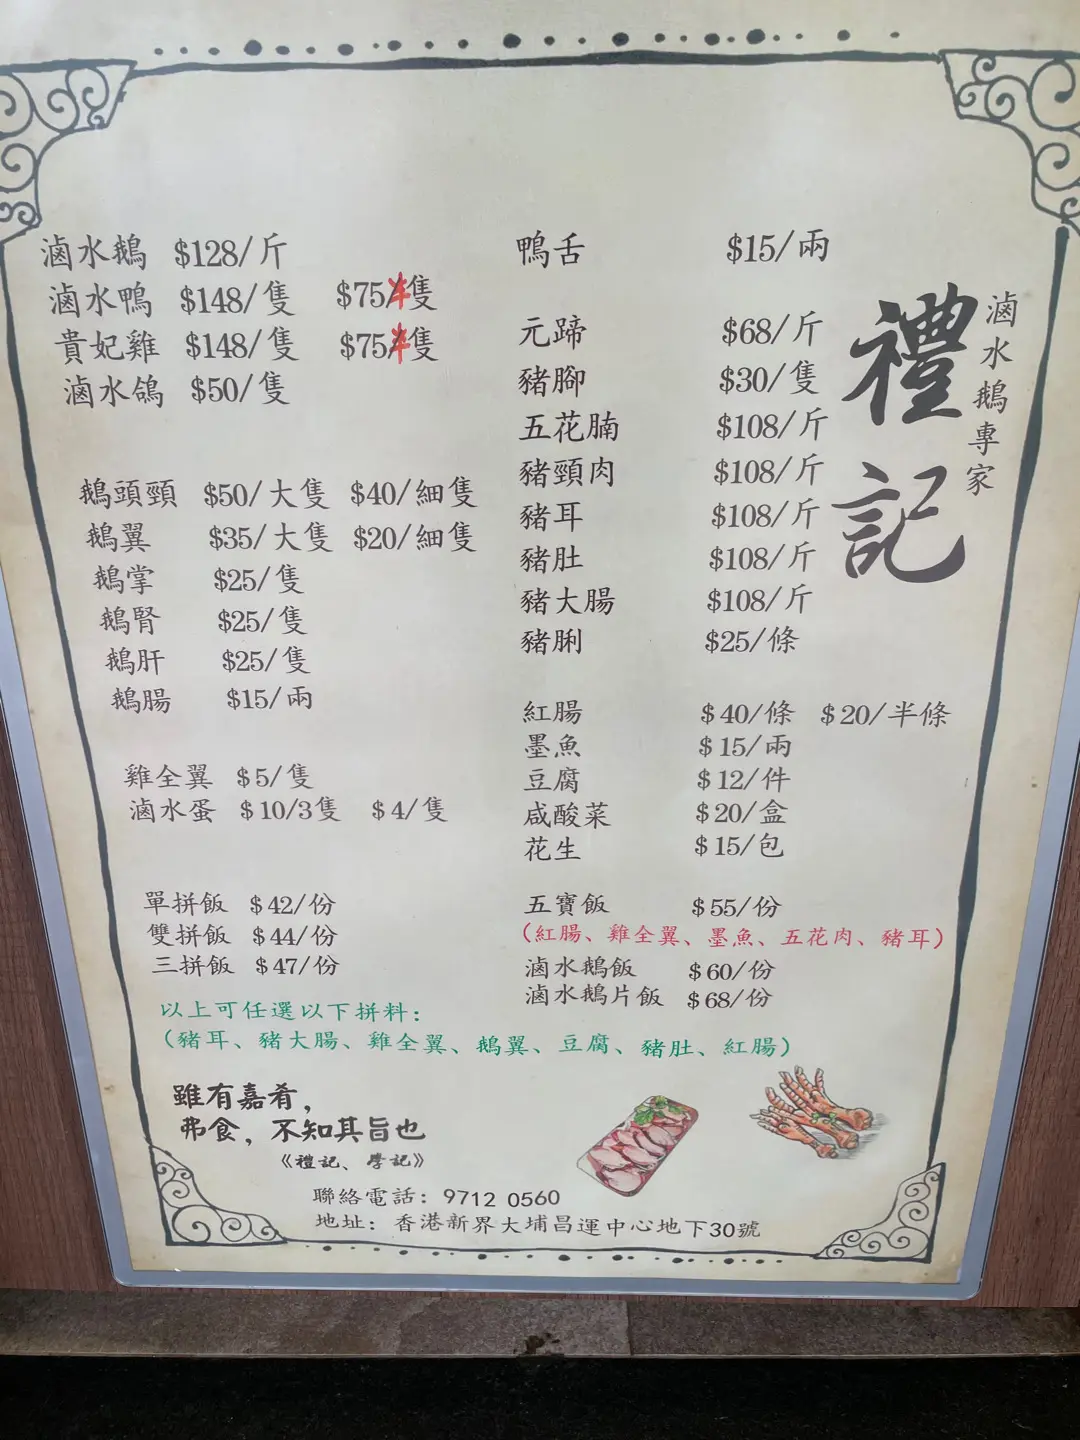 滷水鵝 $128/斤
滷水鴨 $148/隻 $75/半隻
貴妃雞 $148/隻 $75/半隻
滷水鴿 $50/隻
鵝頭頸 $50/大隻 $40/細隻
鵝翼 $35/大隻 $20/細隻
鵝掌 $25/隻
鵝腎 $25/隻
鵝肝 $25/隻
鵝腸 $15/兩
雞全翼 $5/隻
滷水蛋 $10/3隻 $4/隻
單拼飯 $42/份
雙拼飯 $44/份
三拼飯 $47/份
以上可任選以下拼料：
（豬耳、豬大腸、雞全翼、鵝翼、豆腐、豬肚、紅腸）
鴨舌 $15/兩
元蹄 $68/斤
豬腳 $30/隻
五花腩 $108/斤
豬頸肉 $108/斤
豬耳 $108/斤
豬肚 $108/斤
豬大腸 $108/斤
豬脷 $25/條
紅腸 $40/條 $20/半條
墨魚 $15/兩
豆腐 $12/件
咸酸菜 $20/盒
花生 $15/包
五寶飯 $55/份
（紅腸、雞全翼、墨魚、五花肉、豬耳）
滷水鵝飯 $60/份
滷水鵝片飯 $68/份
滷水鵝專家
禮記
雖有嘉肴，
弗食，不知其旨也
《禮記、學記》
聯絡電話：9712 0560
地址：香港新界大埔昌運中心地下30號